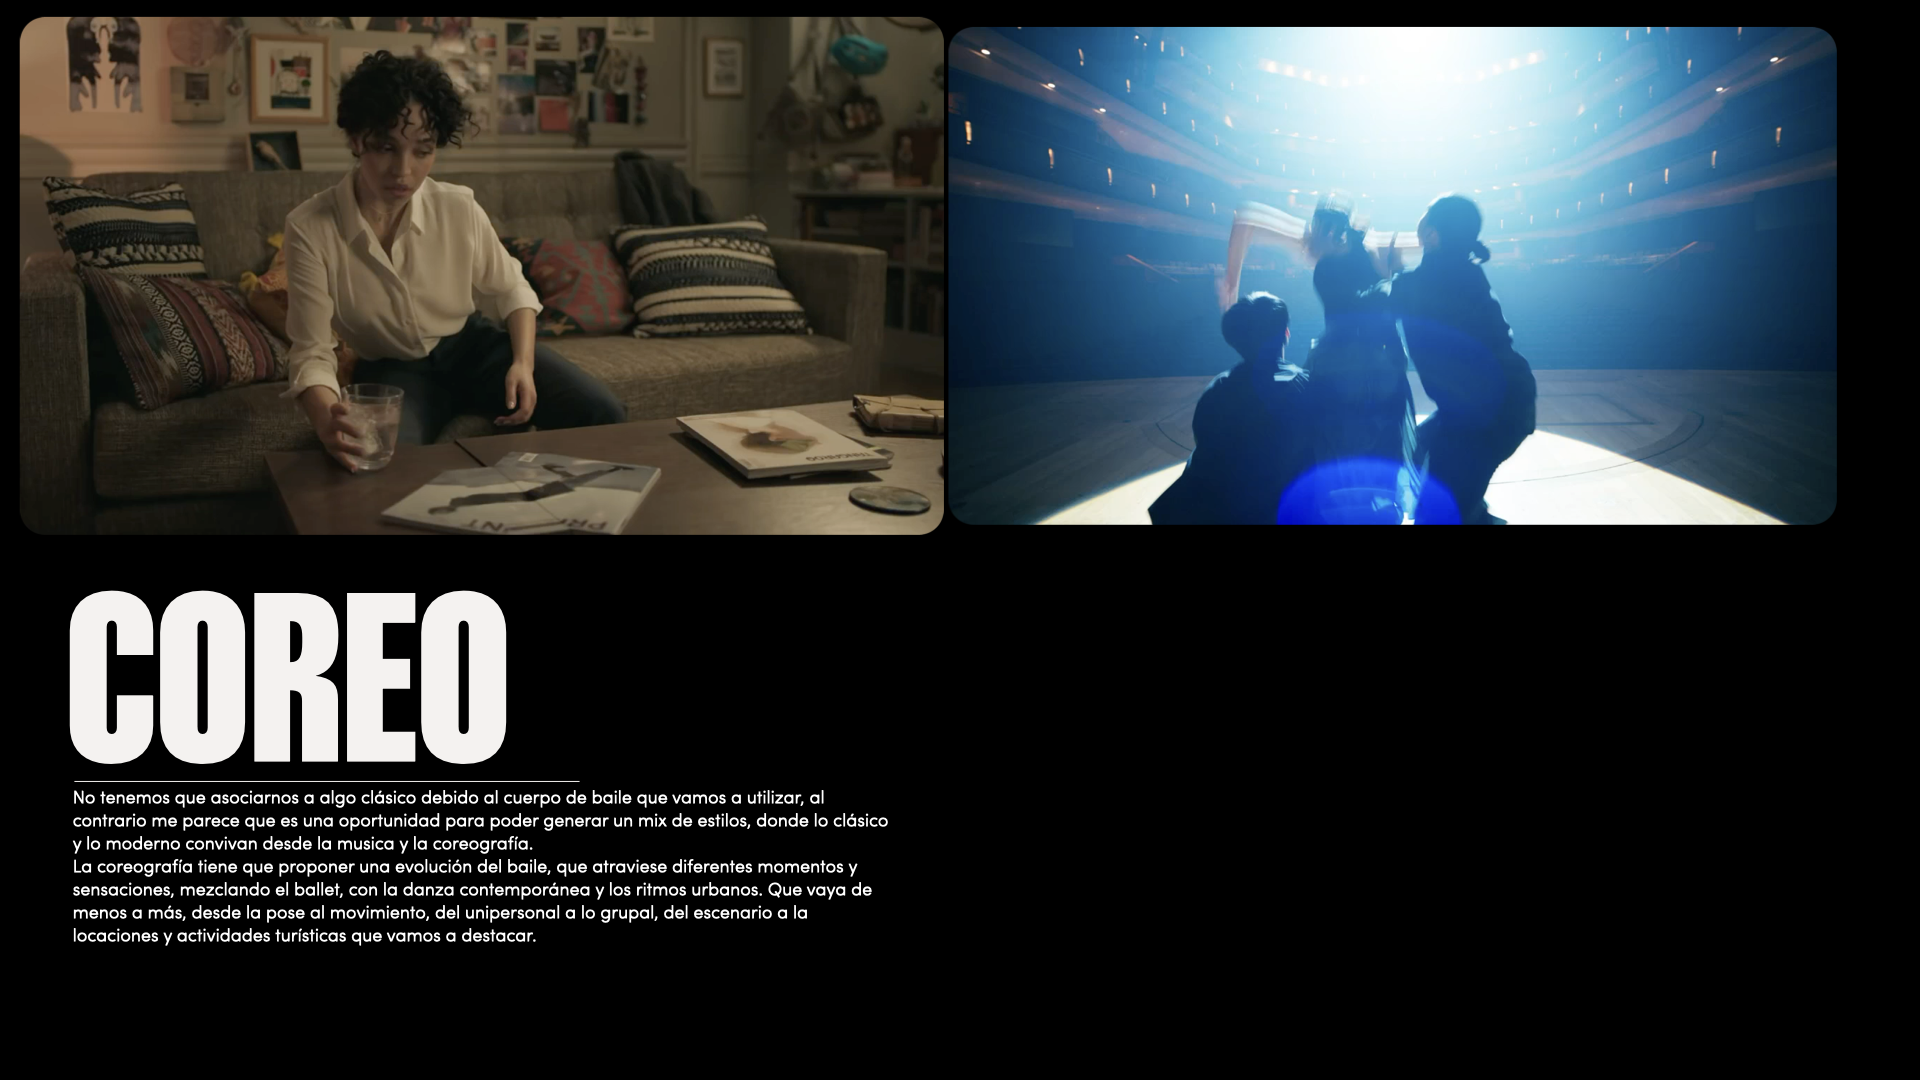 COREO
No tenemos que asociarnos a algo clásico debido al cuerpo de baile que vamos a utilizar, al
contrario me parece que es una oportunidad para poder generar un mix de estilos, donde lo clásico
y lo moderno convivan desde la musica y la coreografía.
La coreografía tiene que proponer una evolución del baile, que atraviese diferentes momentos y
sensaciones, mezclando el ballet, con la danza contemporánea y los ritmos urbanos. Que vaya de
menos a más, desde la pose al movimiento, del unipersonal a lo grupal, del escenario a la
locaciones y actividades turísticas que vamos a destacar.